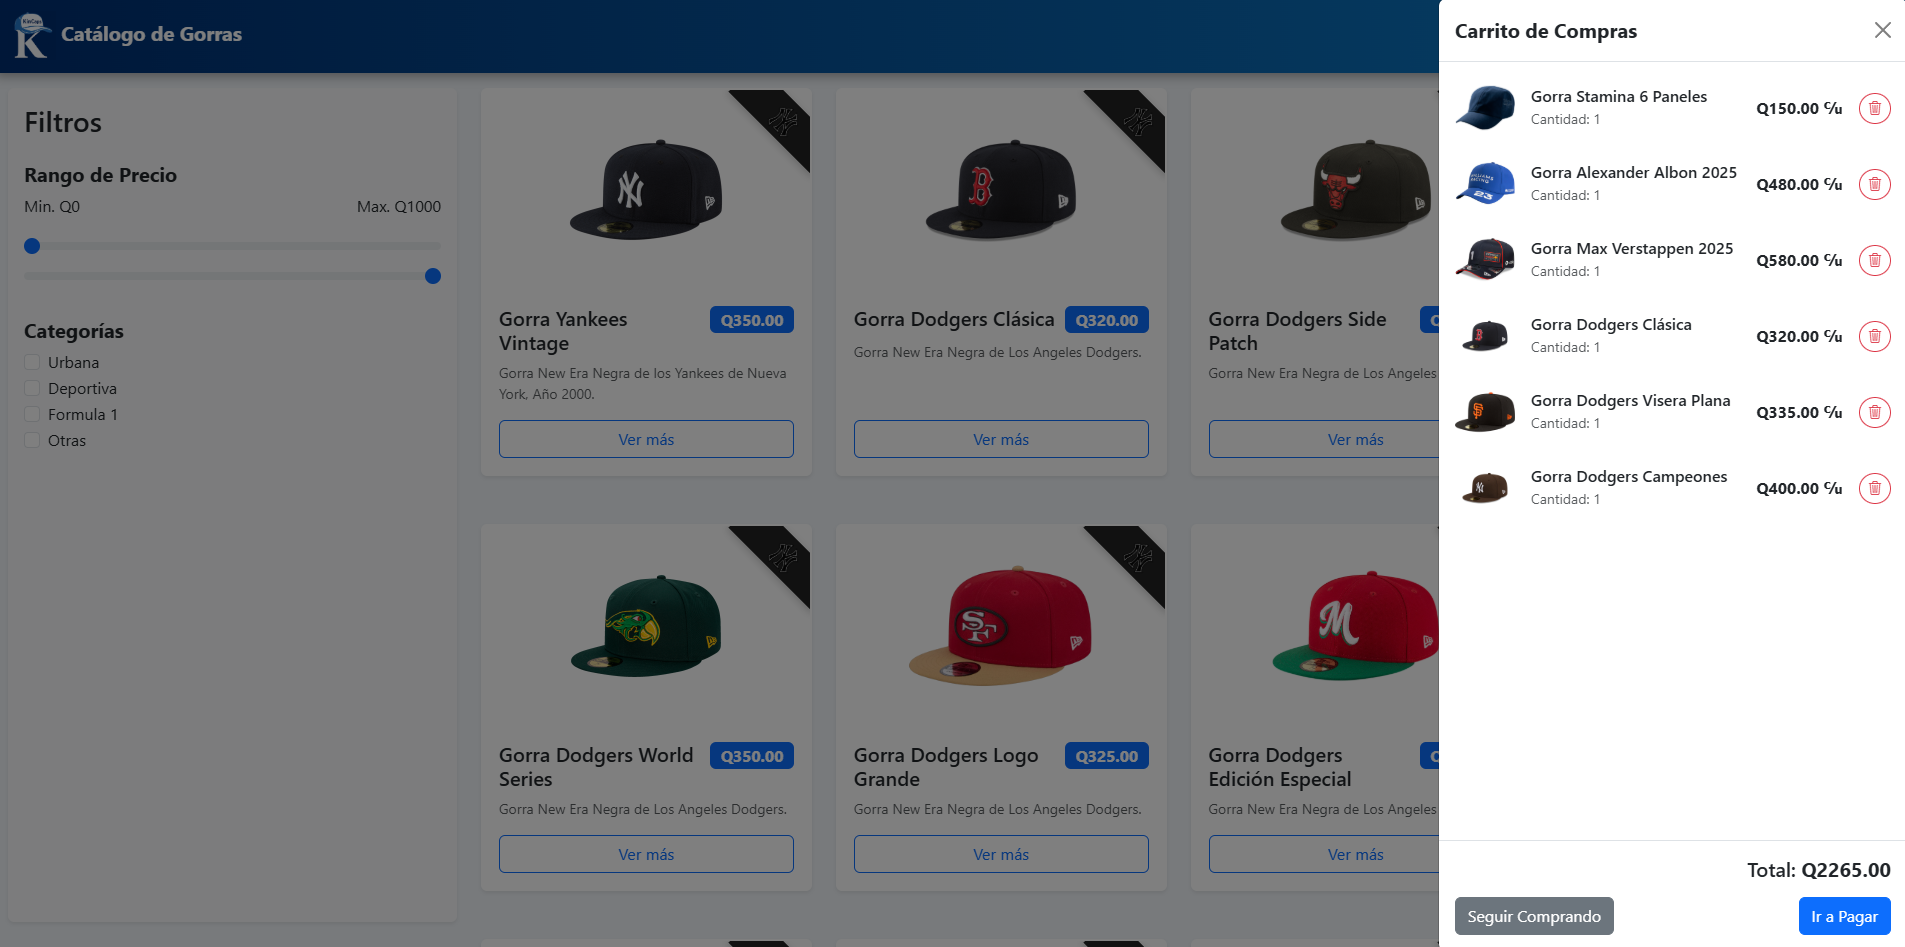 KinCaps
K
Catálogo de Gorras
Filtros
Rango de Precio
Min. Q0
Max. Q1000
Categorías
Urbana
Deportiva
Formula 1
Otras
Gorra Yankees
Vintage
Q350.00
Gorra New Era Negra de los Yankees de Nueva
York, Año 2000.
Ver más
Gorra Dodgers Clásica
Q320.00
Gorra New Era Negra de Los Angeles Dodgers.
Ver más
Gorra Dodgers Side
Patch
Gorra New Era Negra de Los Angeles
Ver más
Gorra Dodgers World
Series
Q350.00
Gorra New Era Negra de Los Angeles Dodgers.
Ver más
Gorra Dodgers Logo
Grande
Q325.00
Gorra New Era Negra de Los Angeles Dodgers.
Ver más
Gorra Dodgers
Edición Especial
Gorra New Era Negra de Los Angeles
Ver más
Carrito de Compras
Gorra Stamina 6 Paneles
Cantidad: 1
Q150.00 ℆
Gorra Alexander Albon 2025
Cantidad: 1
Q480.00 ℆
Gorra Max Verstappen 2025
Cantidad: 1
Q580.00 ℆
Gorra Dodgers Clásica
Cantidad: 1
Q320.00 ℆
Gorra Dodgers Visera Plana
Cantidad: 1
Q335.00 ℆
Gorra Dodgers Campeones
Cantidad: 1
Q400.00 ℆
Total: Q2265.00
Seguir Comprando
Ir a Pagar